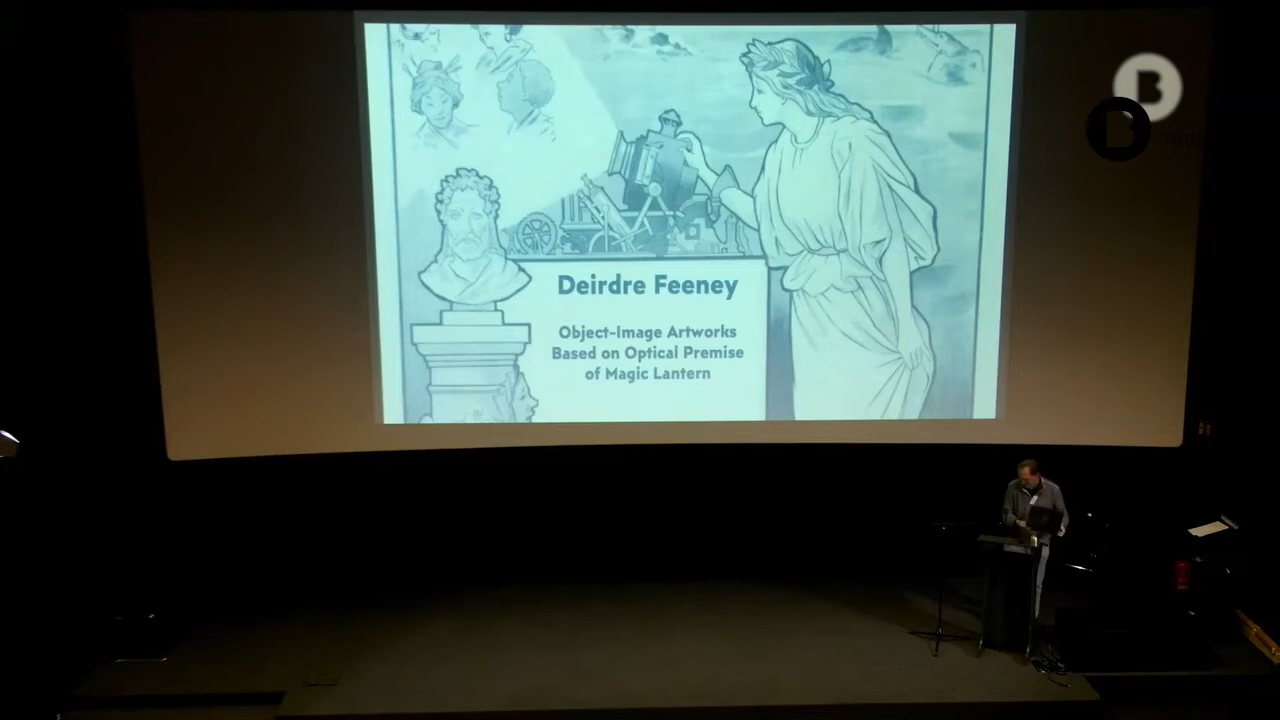 Deirdre Feeney
Object-Image Artworks
Based on Optical Premise
of Magic Lantern
B
B